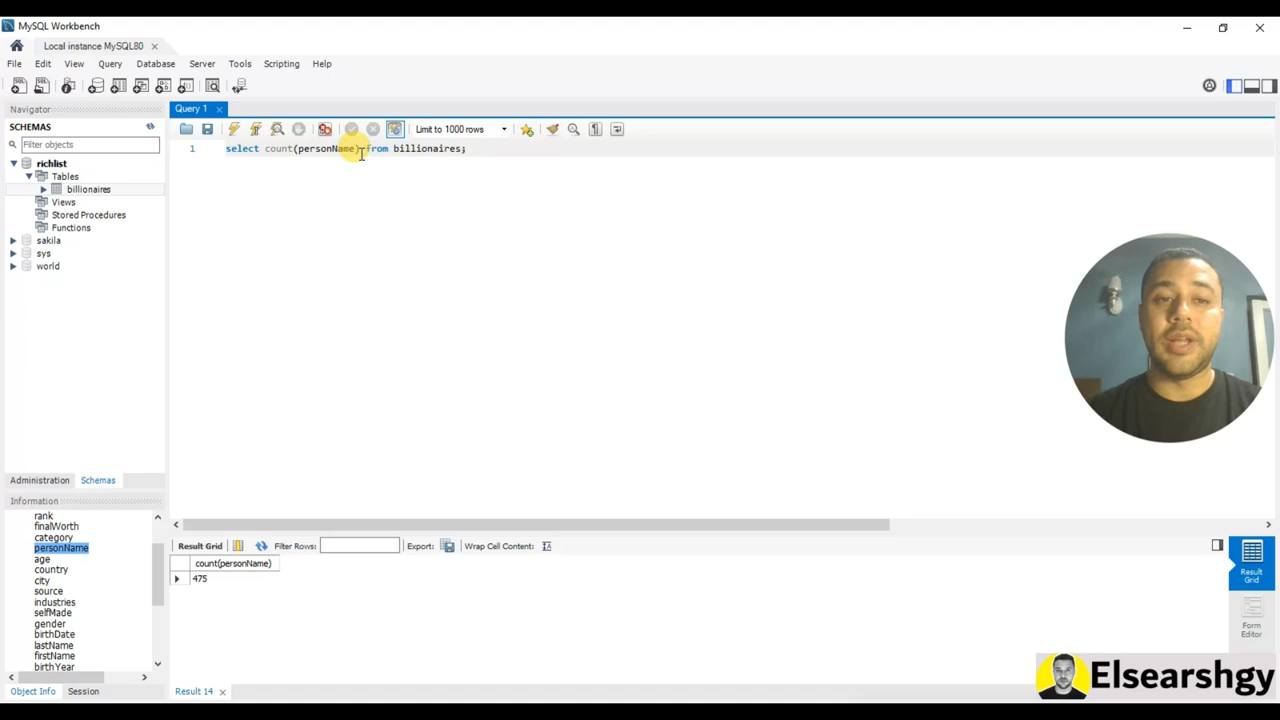 MySQL Workbench
Local instance MySQL80
File Edit View Query Database Server Tools Scripting Help
Navigator
SCHEMAS
Filter objects
richlist
Tables
billionaires
Views
Stored Procedures
Functions
sakila
sys
world
Administration Schemas
Information
rank
finalWorth
category
personName
age
country
city
source
industries
selfMade
gender
birthDate
lastName
firstName
birthYear
Object Info Session
Query 1
Limit to 1000 rows
1 select count(personName) from billionaires;
Result Grid Filter Rows: Export: Wrap Cell Content:
count(personName)
475
Result Grid
Form Editor
Result 14
Elsearshgy